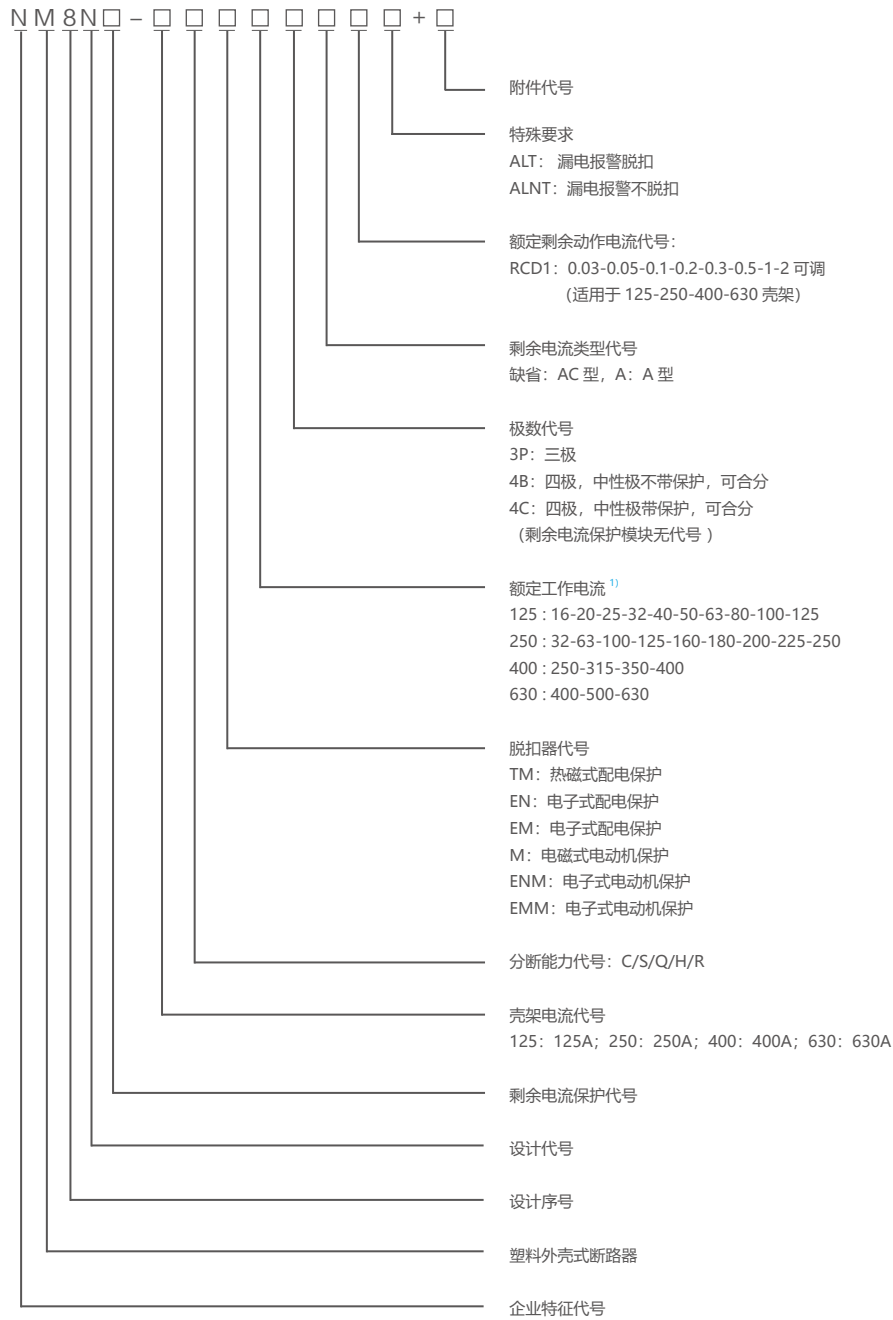 NM8N□-□□□□□□□□+□
附件代号
特殊要求
ALT： 漏电报警脱扣
ALNT：漏电报警不脱扣
额定剩余动作电流代号：
RCD1：0.03-0.05-0.1-0.2-0.3-0.5-1-2 可调
（适用于 125-250-400-630 壳架）
剩余电流类型代号
缺省：AC 型，A：A 型
极数代号
3P：三极
4B：四极，中性极不带保护，可合分
4C：四极，中性极带保护，可合分
（剩余电流保护模块无代号 ）
额定工作电流 1)
125 : 16-20-25-32-40-50-63-80-100-125
250 : 32-63-100-125-160-180-200-225-250
400 : 250-315-350-400
630 : 400-500-630
脱扣器代号
TM：热磁式配电保护
EN：电子式配电保护
EM：电子式配电保护
M：电磁式电动机保护
ENM：电子式电动机保护
EMM：电子式电动机保护
分断能力代号：C/S/Q/H/R
壳架电流代号
125：125A；250：250A；400：400A；630：630A
剩余电流保护代号
设计代号
设计序号
塑料外壳式断路器
企业特征代号